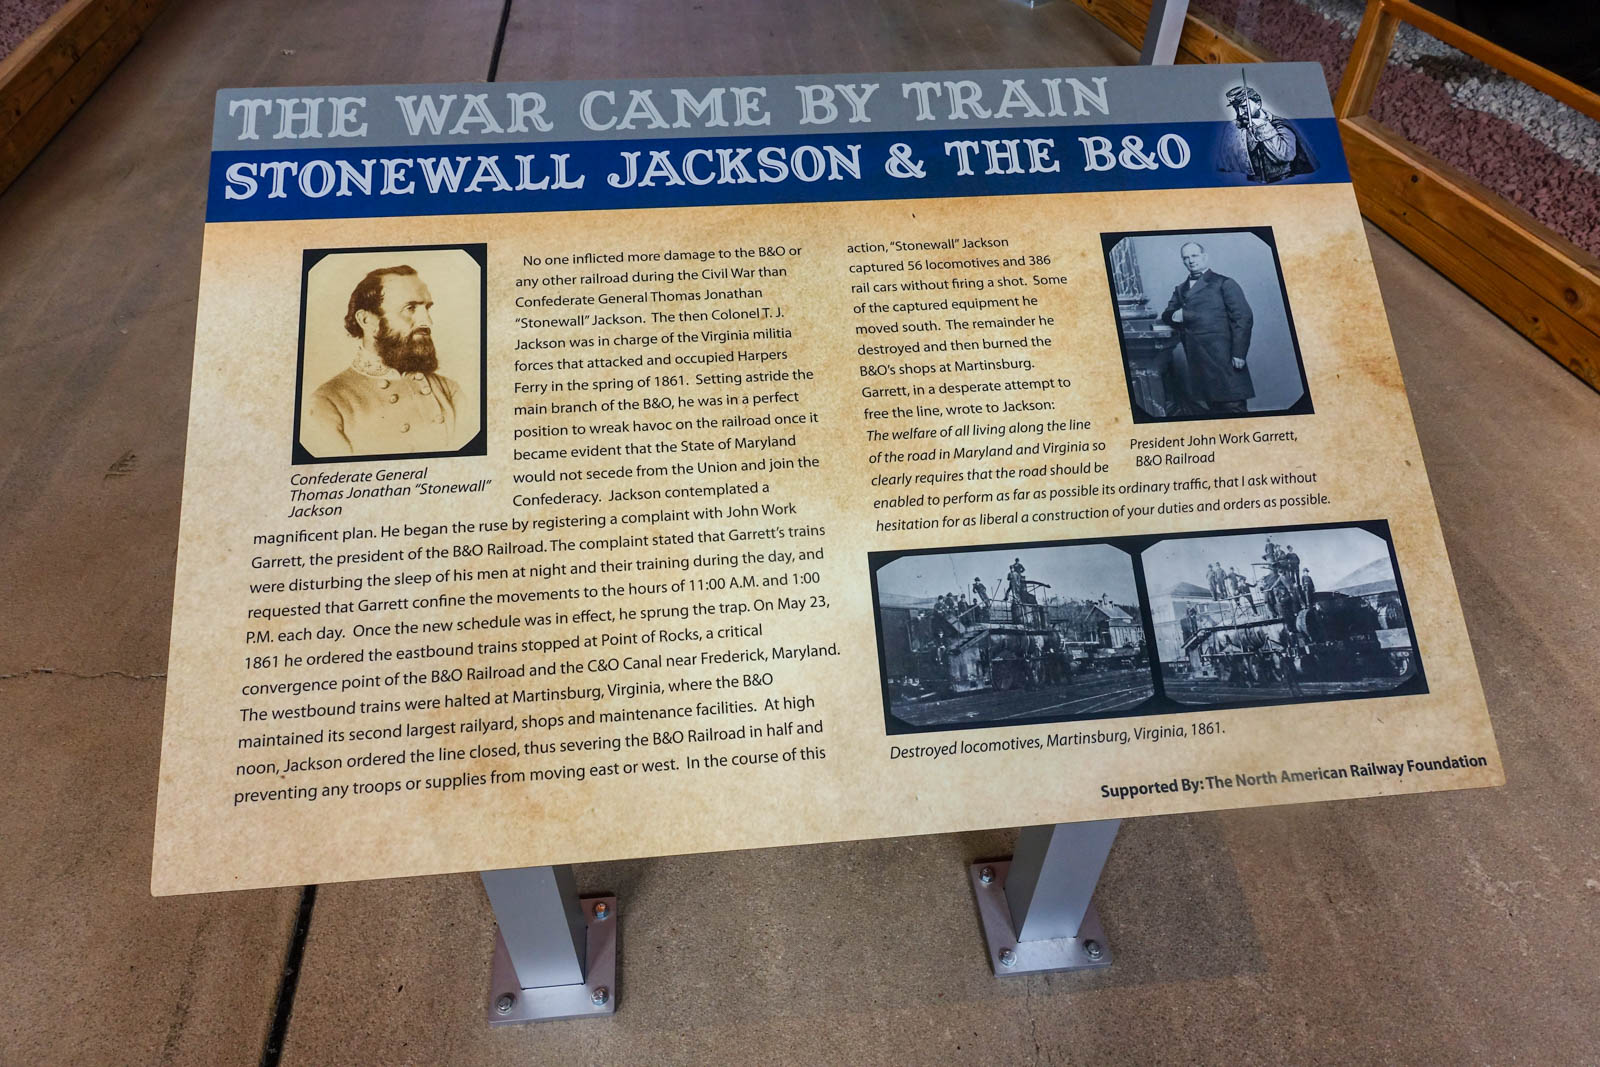 THE WAR CAME BY TRAIN
STONEWALL JACKSON & THE B&O
No one inflicted more damage to the B&O or
any other railroad during the Civil War than
Confederate General Thomas Jonathan
“Stonewall” Jackson. The then Colonel T. J.
Jackson was in charge of the Virginia militia
forces that attacked and occupied Harpers
Ferry in the spring of 1861. Setting astride the
main branch of the B&O, he was in a perfect
position to wreak havoc on the railroad once it
became evident that the State of Maryland
would not secede from the Union and join the
Confederacy. Jackson contemplated a
magnificent plan. He began the ruse by registering a complaint with John Work
Garrett, the president of the B&O Railroad. The complaint stated that Garrett’s trains
were disturbing the sleep of his men at night and their training during the day, and
requested that Garrett confine the movements to the hours of 11:00 A.M. and 1:00
P.M. each day. Once the new schedule was in effect, he sprung the trap. On May 23,
1861 he ordered the eastbound trains stopped at Point of Rocks, a critical
convergence point of the B&O Railroad and the C&O Canal near Frederick, Maryland.
The westbound trains were halted at Martinsburg, Virginia, where the B&O
maintained its second largest railyard, shops and maintenance facilities. At high
noon, Jackson ordered the line closed, thus severing the B&O Railroad in half and
preventing any troops or supplies from moving east or west. In the course of this
Confederate General
Thomas Jonathan “Stonewall”
Jackson
action, “Stonewall” Jackson
captured 56 locomotives and 386
rail cars without firing a shot. Some
of the captured equipment he
moved south. The remainder he
destroyed and then burned the
B&O’s shops at Martinsburg.
Garrett, in a desperate attempt to
free the line, wrote to Jackson:
The welfare of all living along the line
of the road in Maryland and Virginia so
clearly requires that the road should be
enabled to perform as far as possible its ordinary traffic, that I ask without
hesitation for as liberal a construction of your duties and orders as possible.
President John Work Garrett,
B&O Railroad
Destroyed locomotives, Martinsburg, Virginia, 1861.
Supported By: The North American Railway Foundation